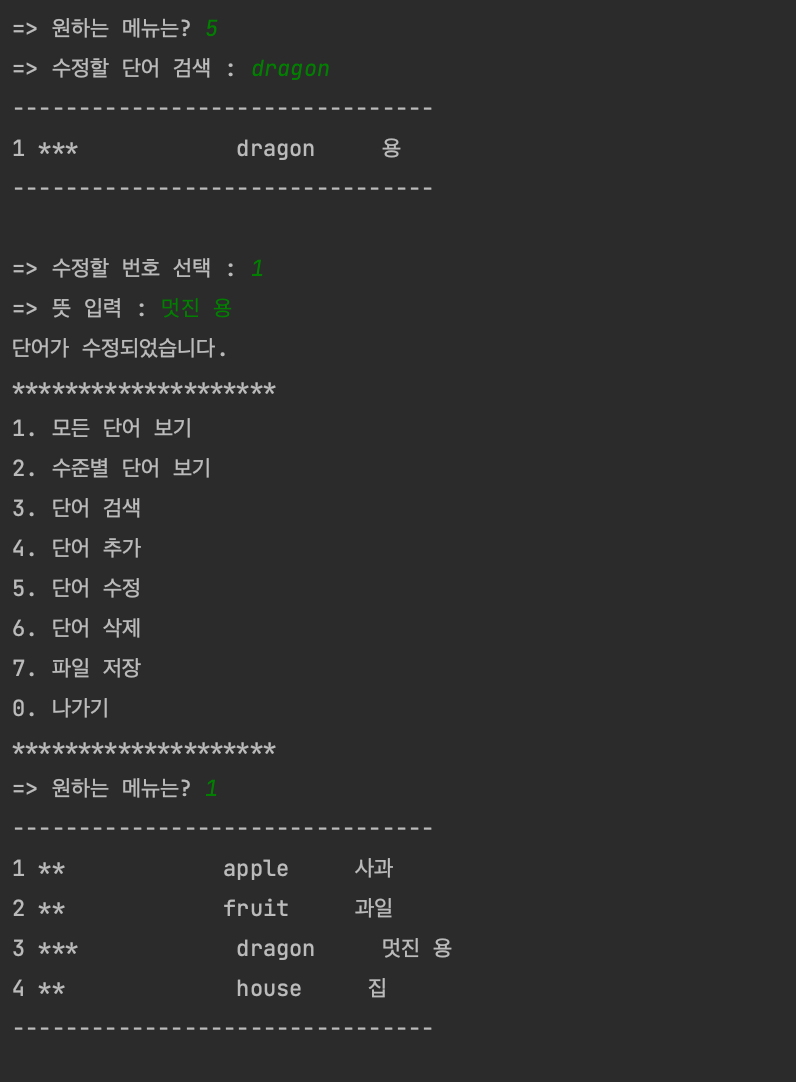 => 원하는 메뉴는? 5
=> 수정할 단어 검색 : dragon
--------------------------------
1 ***            dragon     용
--------------------------------
=> 수정할 번호 선택 : 1
=> 뜻 입력 : 멋진 용
단어가 수정되었습니다.
********************
1. 모든 단어 보기
2. 수준별 단어 보기
3. 단어 검색
4. 단어 추가
5. 단어 수정
6. 단어 삭제
7. 파일 저장
0. 나가기
********************
=> 원하는 메뉴는? 1
--------------------------------
1 **            apple     사과
2 **            fruit     과일
3 ***            dragon     멋진 용
4 **             house     집
--------------------------------